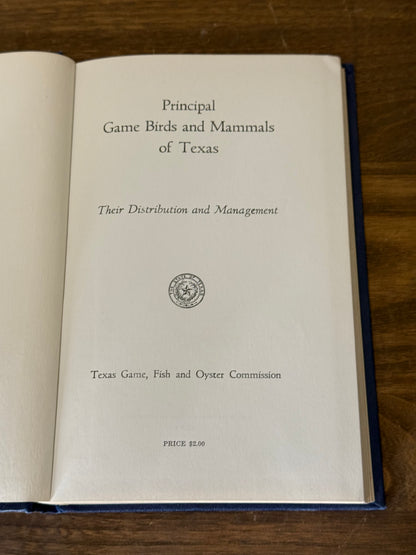 Principal
Game Birds and Mammals
of Texas
Their Distribution and Management
Texas Game, Fish and Oyster Commission
PRICE $2.00